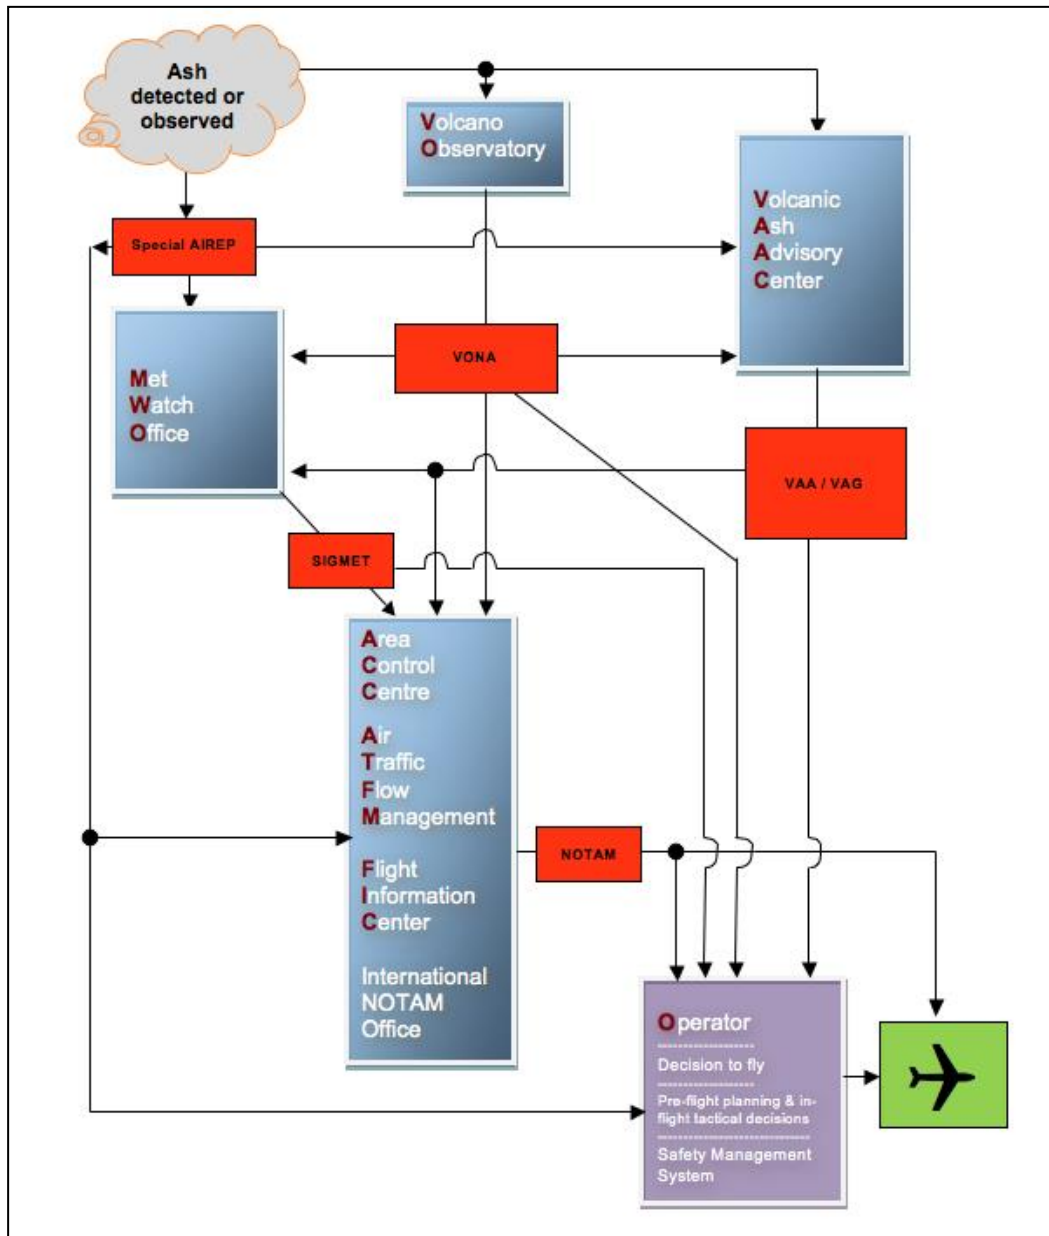 Ash
detected or
observed
Volcano
Observatory
Volcanic
Ash
Advisory
Center
Special AIREP
VONA
Met
Watch
Office
VAA / VAG
SIGMET
Area
Control
Centre
Air
Traffic
Flow
Management
Flight
Information
Center
International
NOTAM
Office
NOTAM
Operator
Decision to fly
Pre-flight planning & in-
flight tactical decisions
Safety Management
System